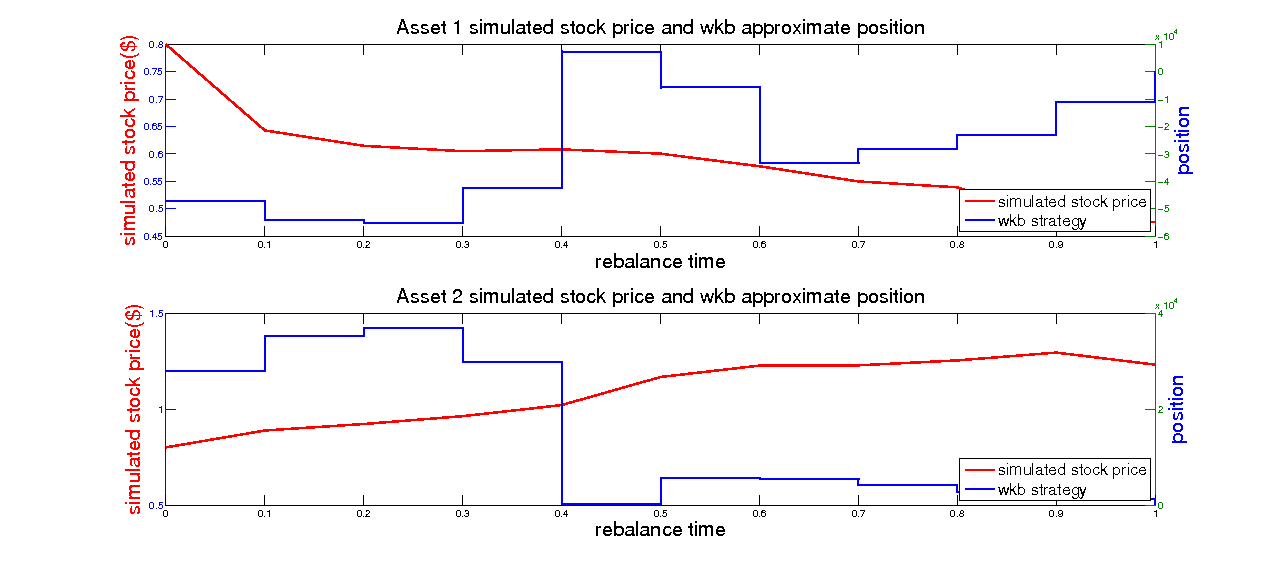 Asset 1 simulated stock price and wkb approximate position
x 10^4
simulated stock price($)
0.8
0.75
0.7
0.65
0.6
0.55
0.5
0.45
1
0
-1
-2
-3
-4
-5
-6
position
simulated stock price
wkb strategy
0 0.1 0.2 0.3 0.4 0.5 0.6 0.7 0.8 0.9 1
rebalance time
Asset 2 simulated stock price and wkb approximate position
x 10^4
simulated stock price($)
1.5
1
0.5
4
2
0
position
simulated stock price
wkb strategy
0 0.1 0.2 0.3 0.4 0.5 0.6 0.7 0.8 0.9 1
rebalance time